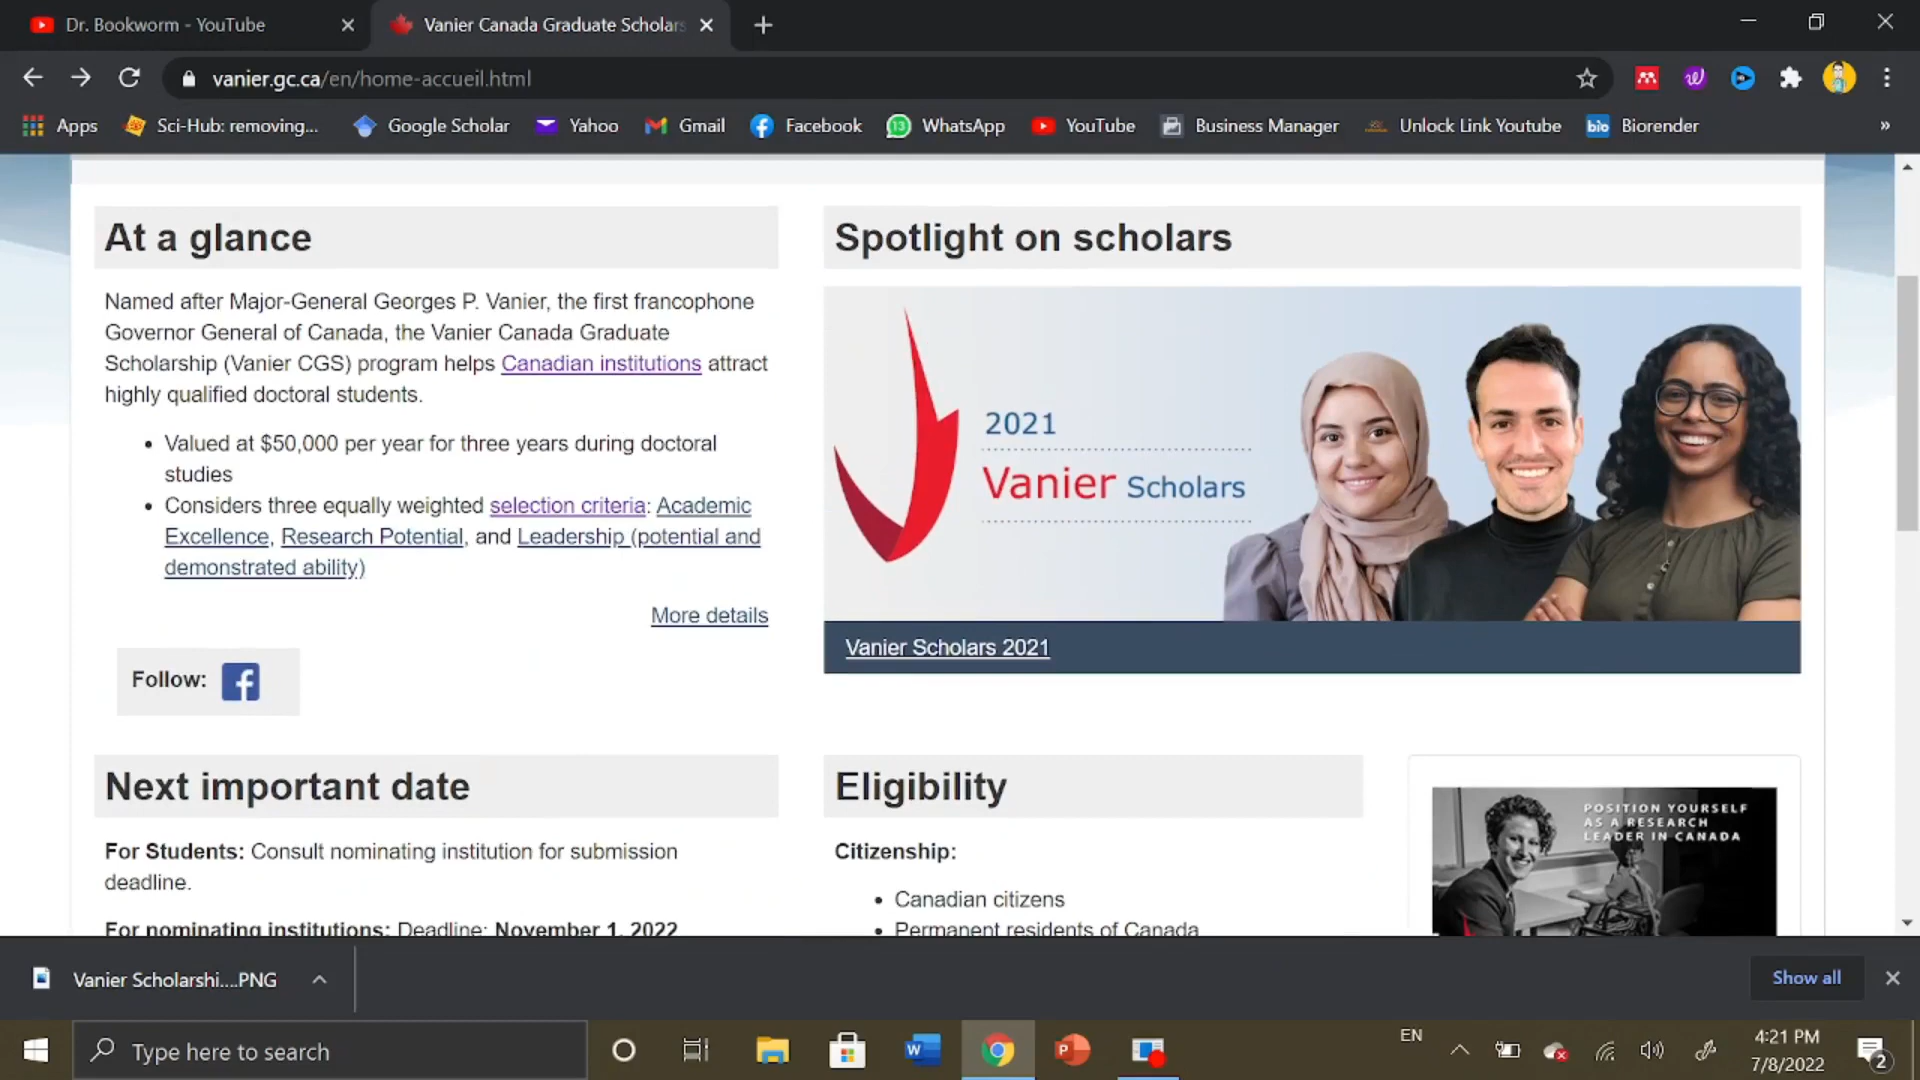 Dr. Bookworm - YouTube
Vanier Canada Graduate Scholars
vanier.gc.ca/en/home-accueil.html
Apps
Sci-Hub: removing...
Google Scholar
Yahoo
Gmail
Facebook
13
WhatsApp
YouTube
Business Manager
Unlock Link Youtube
bio
Biorender
»
At a glance
Named after Major-General Georges P. Vanier, the first francophone
Governor General of Canada, the Vanier Canada Graduate
Scholarship (Vanier CGS) program helps Canadian institutions attract
highly qualified doctoral students.
• Valued at $50,000 per year for three years during doctoral
studies
• Considers three equally weighted selection criteria: Academic
Excellence, Research Potential, and Leadership (potential and
demonstrated ability)
More details
Follow:
Spotlight on scholars
2021
Vanier Scholars
Vanier Scholars 2021
Next important date
For Students: Consult nominating institution for submission
deadline.
For nominating institutions: Deadline: November 1, 2022
Eligibility
Citizenship:
• Canadian citizens
• Permanent residents of Canada
POSITION YOURSELF
AS A RESEARCH
LEADER IN CANADA
Vanier Scholarshi....PNG
Show all
Type here to search
EN
4:21 PM
7/8/2022
2